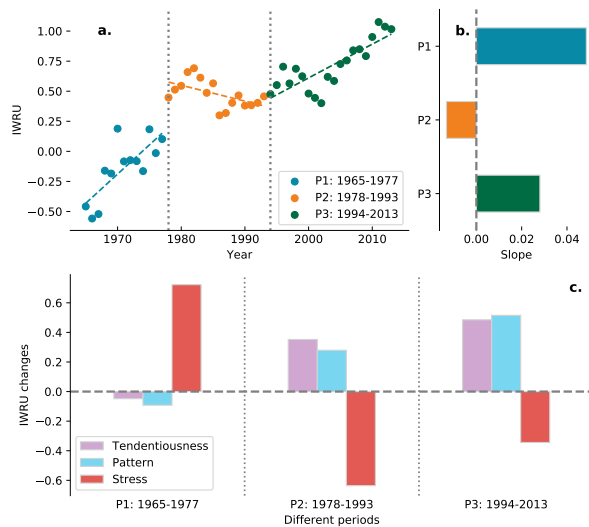 a.
1.00
0.75
0.50
0.25
0.00
−0.25
−0.50
IWRU
P1: 1965-1977
P2: 1978-1993
P3: 1994-2013
1970 1980 1990 2000 2010
Year
b.
P1
P2
P3
0.00 0.02 0.04
Slope
c.
0.6
0.4
0.2
0.0
−0.2
−0.4
−0.6
IWRU changes
Tendentiousness
Pattern
Stress
P1: 1965-1977 P2: 1978-1993 P3: 1994-2013
Different periods